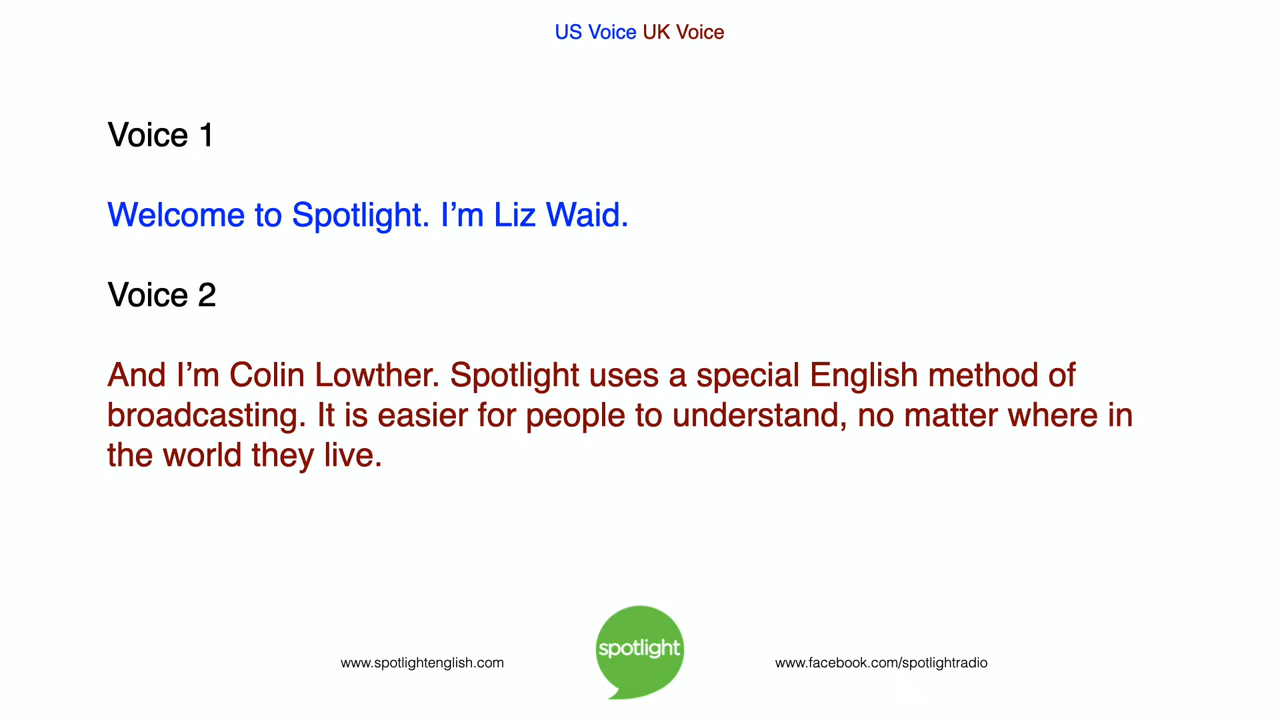 US Voice UK Voice
Voice 1
Welcome to Spotlight. I’m Liz Waid.
Voice 2
And I’m Colin Lowther. Spotlight uses a special English method of
broadcasting. It is easier for people to understand, no matter where in
the world they live.
spotlight
www.spotlightenglish.com
www.facebook.com/spotlightradio